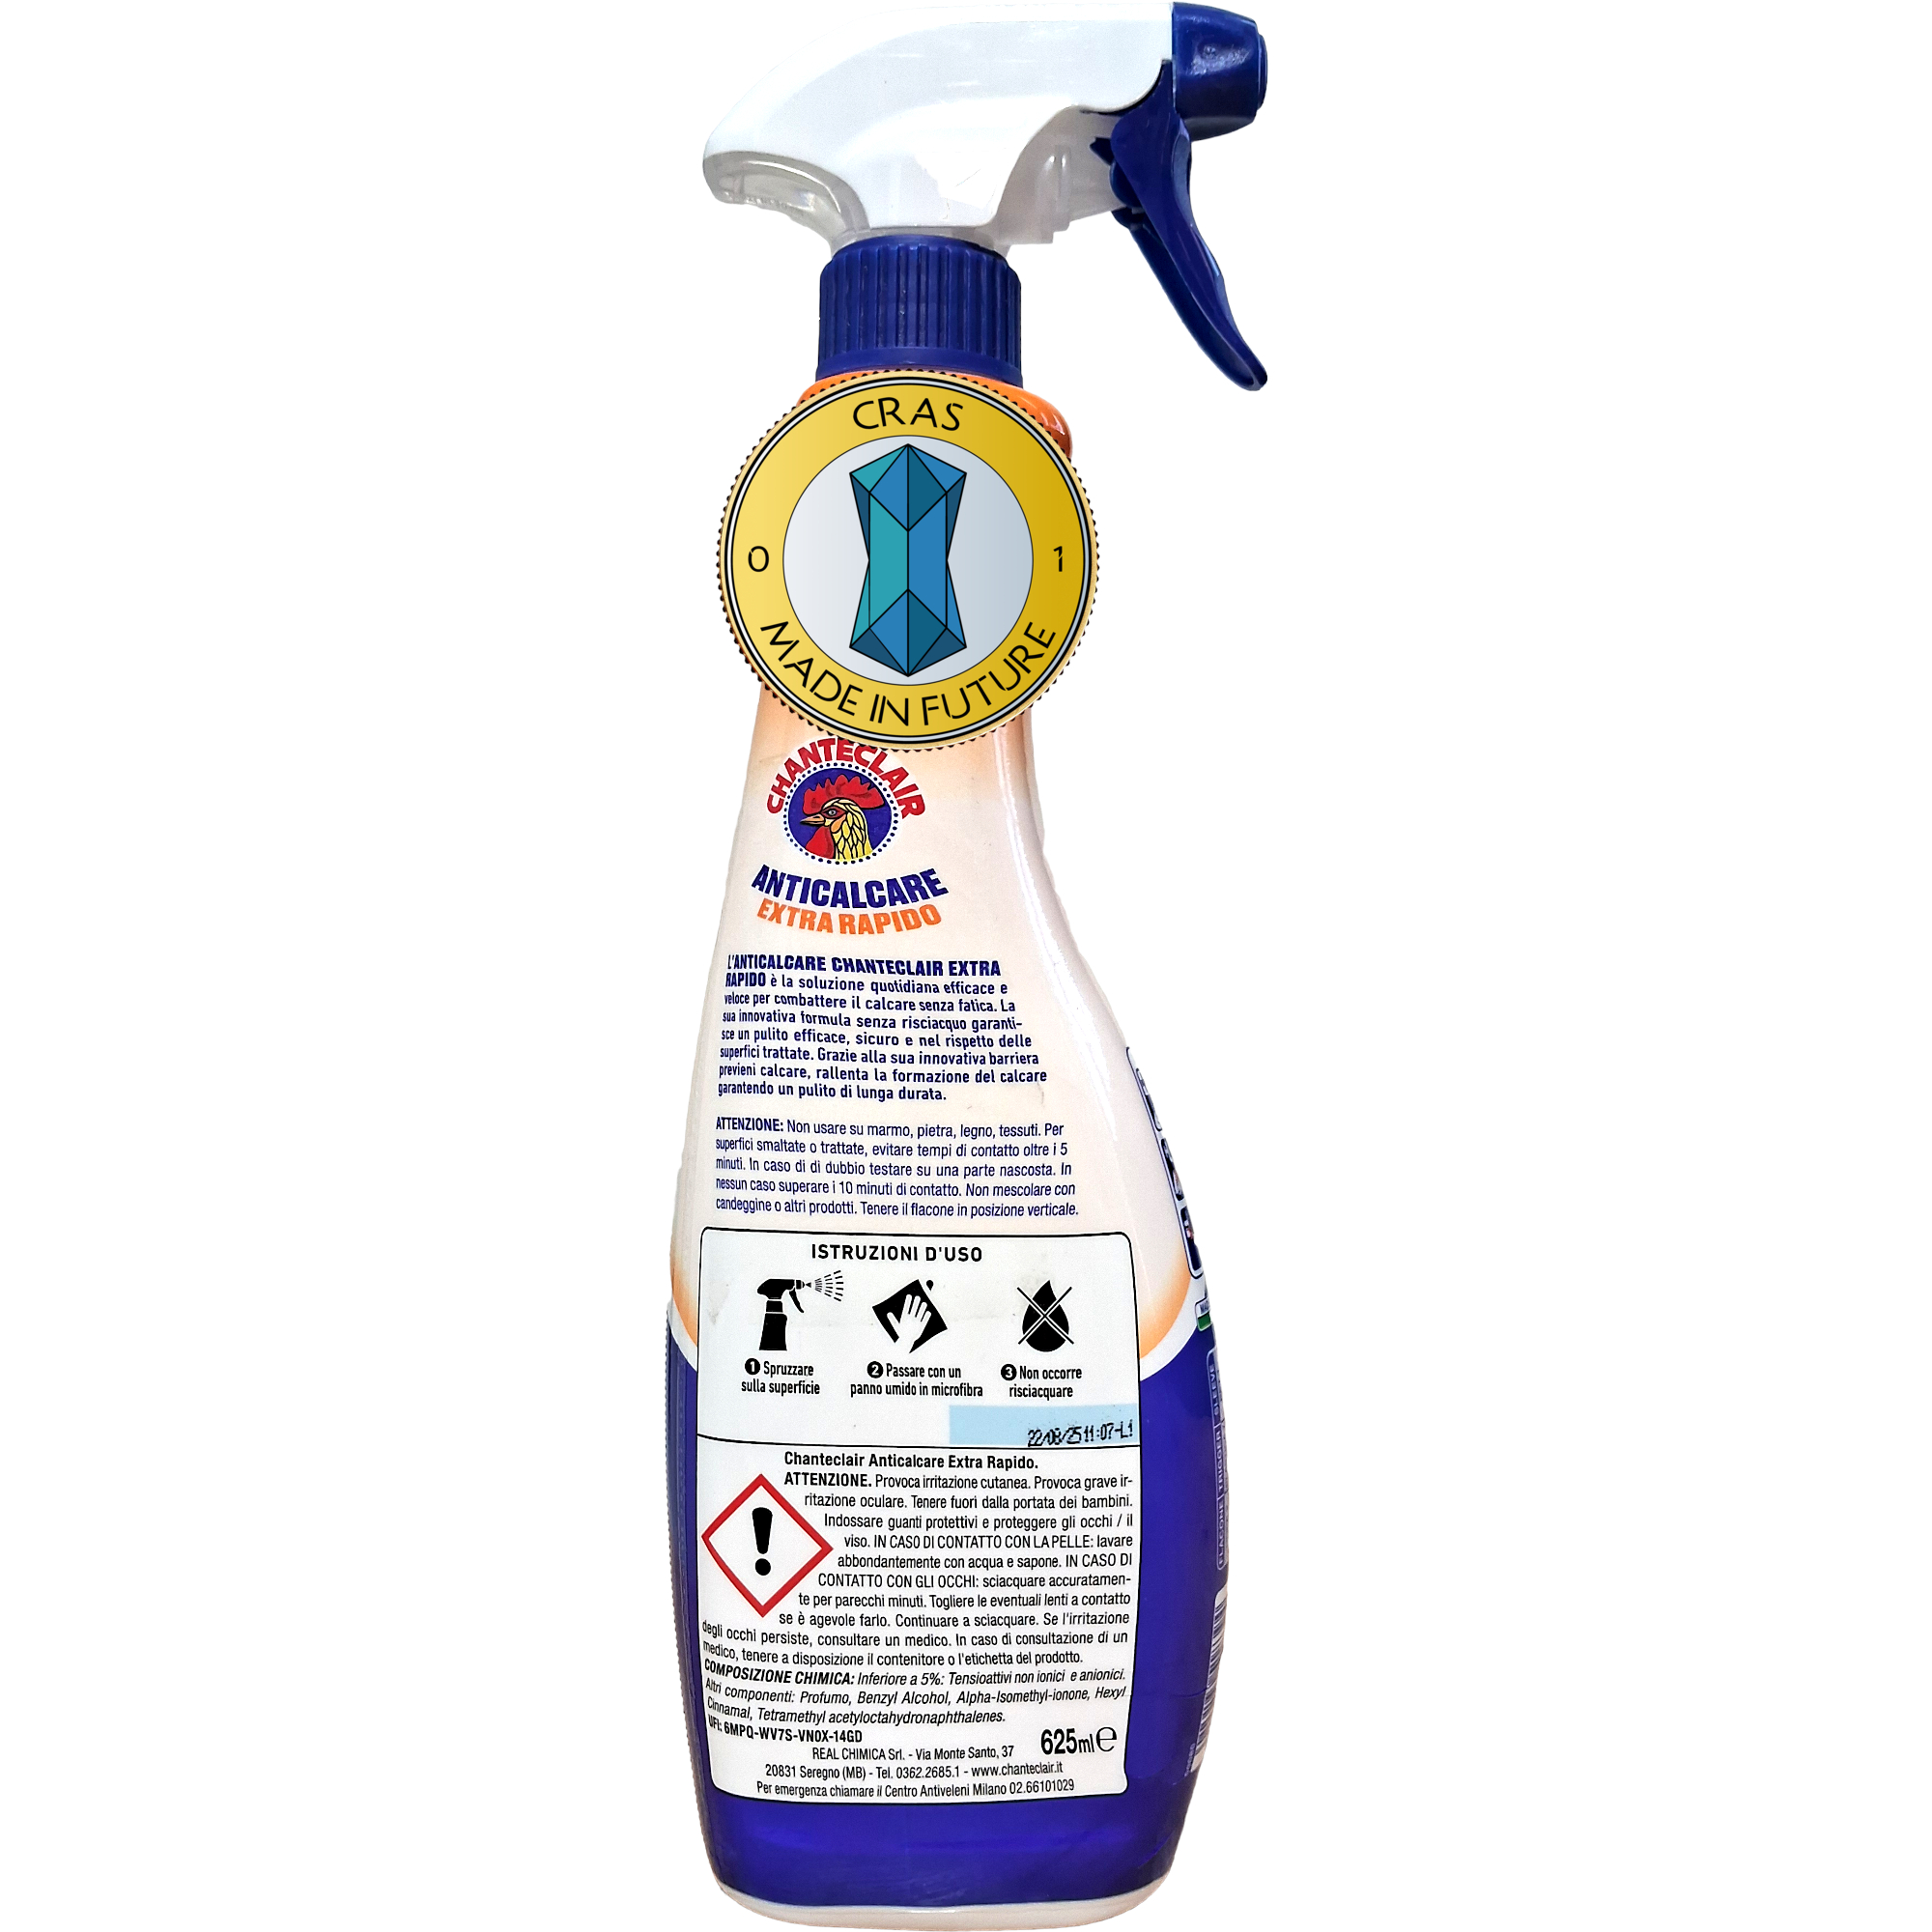 CRAS
0 1
MADE IN FUTURE
CHANTECLAIR
ANTICALCARE
EXTRA RAPIDO
L'ANTICALCARE CHANTECLAIR EXTRA
RAPIDO è la soluzione quotidiana efficace e
veloce per combattere il calcare senza fatica. La
sua innovativa formula senza risciacquo garanti-
sce un pulito efficace, sicuro e nel rispetto delle
superfici trattate. Grazie alla sua innovativa barriera
previeni calcare, rallenta la formazione del calcare
garantendo un pulito di lunga durata.
ATTENZIONE: Non usare su marmo, pietra, legno, tessuti. Per
superfici smaltate o trattate, evitare tempi di contatto oltre i 5
minuti. In caso di di dubbio testare su una parte nascosta. In
nessun caso superare i 10 minuti di contatto. Non mescolare con
candeggine o altri prodotti. Tenere il flacone in posizione verticale.
ISTRUZIONI D'USO
1 Spruzzare
sulla superficie
2 Passare con un
panno umido in microfibra
3 Non occorre
risciacquare
22/08/25 11:07-L1
Chanteclair Anticalcare Extra Rapido.
ATTENZIONE. Provoca irritazione cutanea. Provoca grave ir-
ritazione oculare. Tenere fuori dalla portata dei bambini.
Indossare guanti protettivi e proteggere gli occhi / il
viso. IN CASO DI CONTATTO CON LA PELLE: lavare
abbondantemente con acqua e sapone. IN CASO DI
CONTATTO CON GLI OCCHI: sciacquare accuratamen-
te per parecchi minuti. Togliere le eventuali lenti a contatto
se è agevole farlo. Continuare a sciacquare. Se l'irritazione
degli occhi persiste, consultare un medico. In caso di consultazione di un
medico, tenere a disposizione il contenitore o l'etichetta del prodotto.
COMPOSIZIONE CHIMICA: Inferiore a 5%: Tensioattivi non ionici e anionici.
Altri componenti: Profumo, Benzyl Alcohol, Alpha-Isomethyl-ionone, Hexyl
Cinnamal, Tetramethyl acetyloctahydronaphthalenes.
UFI: 6MPQ-WV7S-VN0X-14GD
625ml e
REAL CHIMICA Srl. - Via Monte Santo, 37
20831 Seregno (MB) - Tel. 0362.2685.1 - www.chanteclair.it
Per emergenza chiamare il Centro Antiveleni Milano 02.66101029
FLACONE TRIGGER SLEEVE